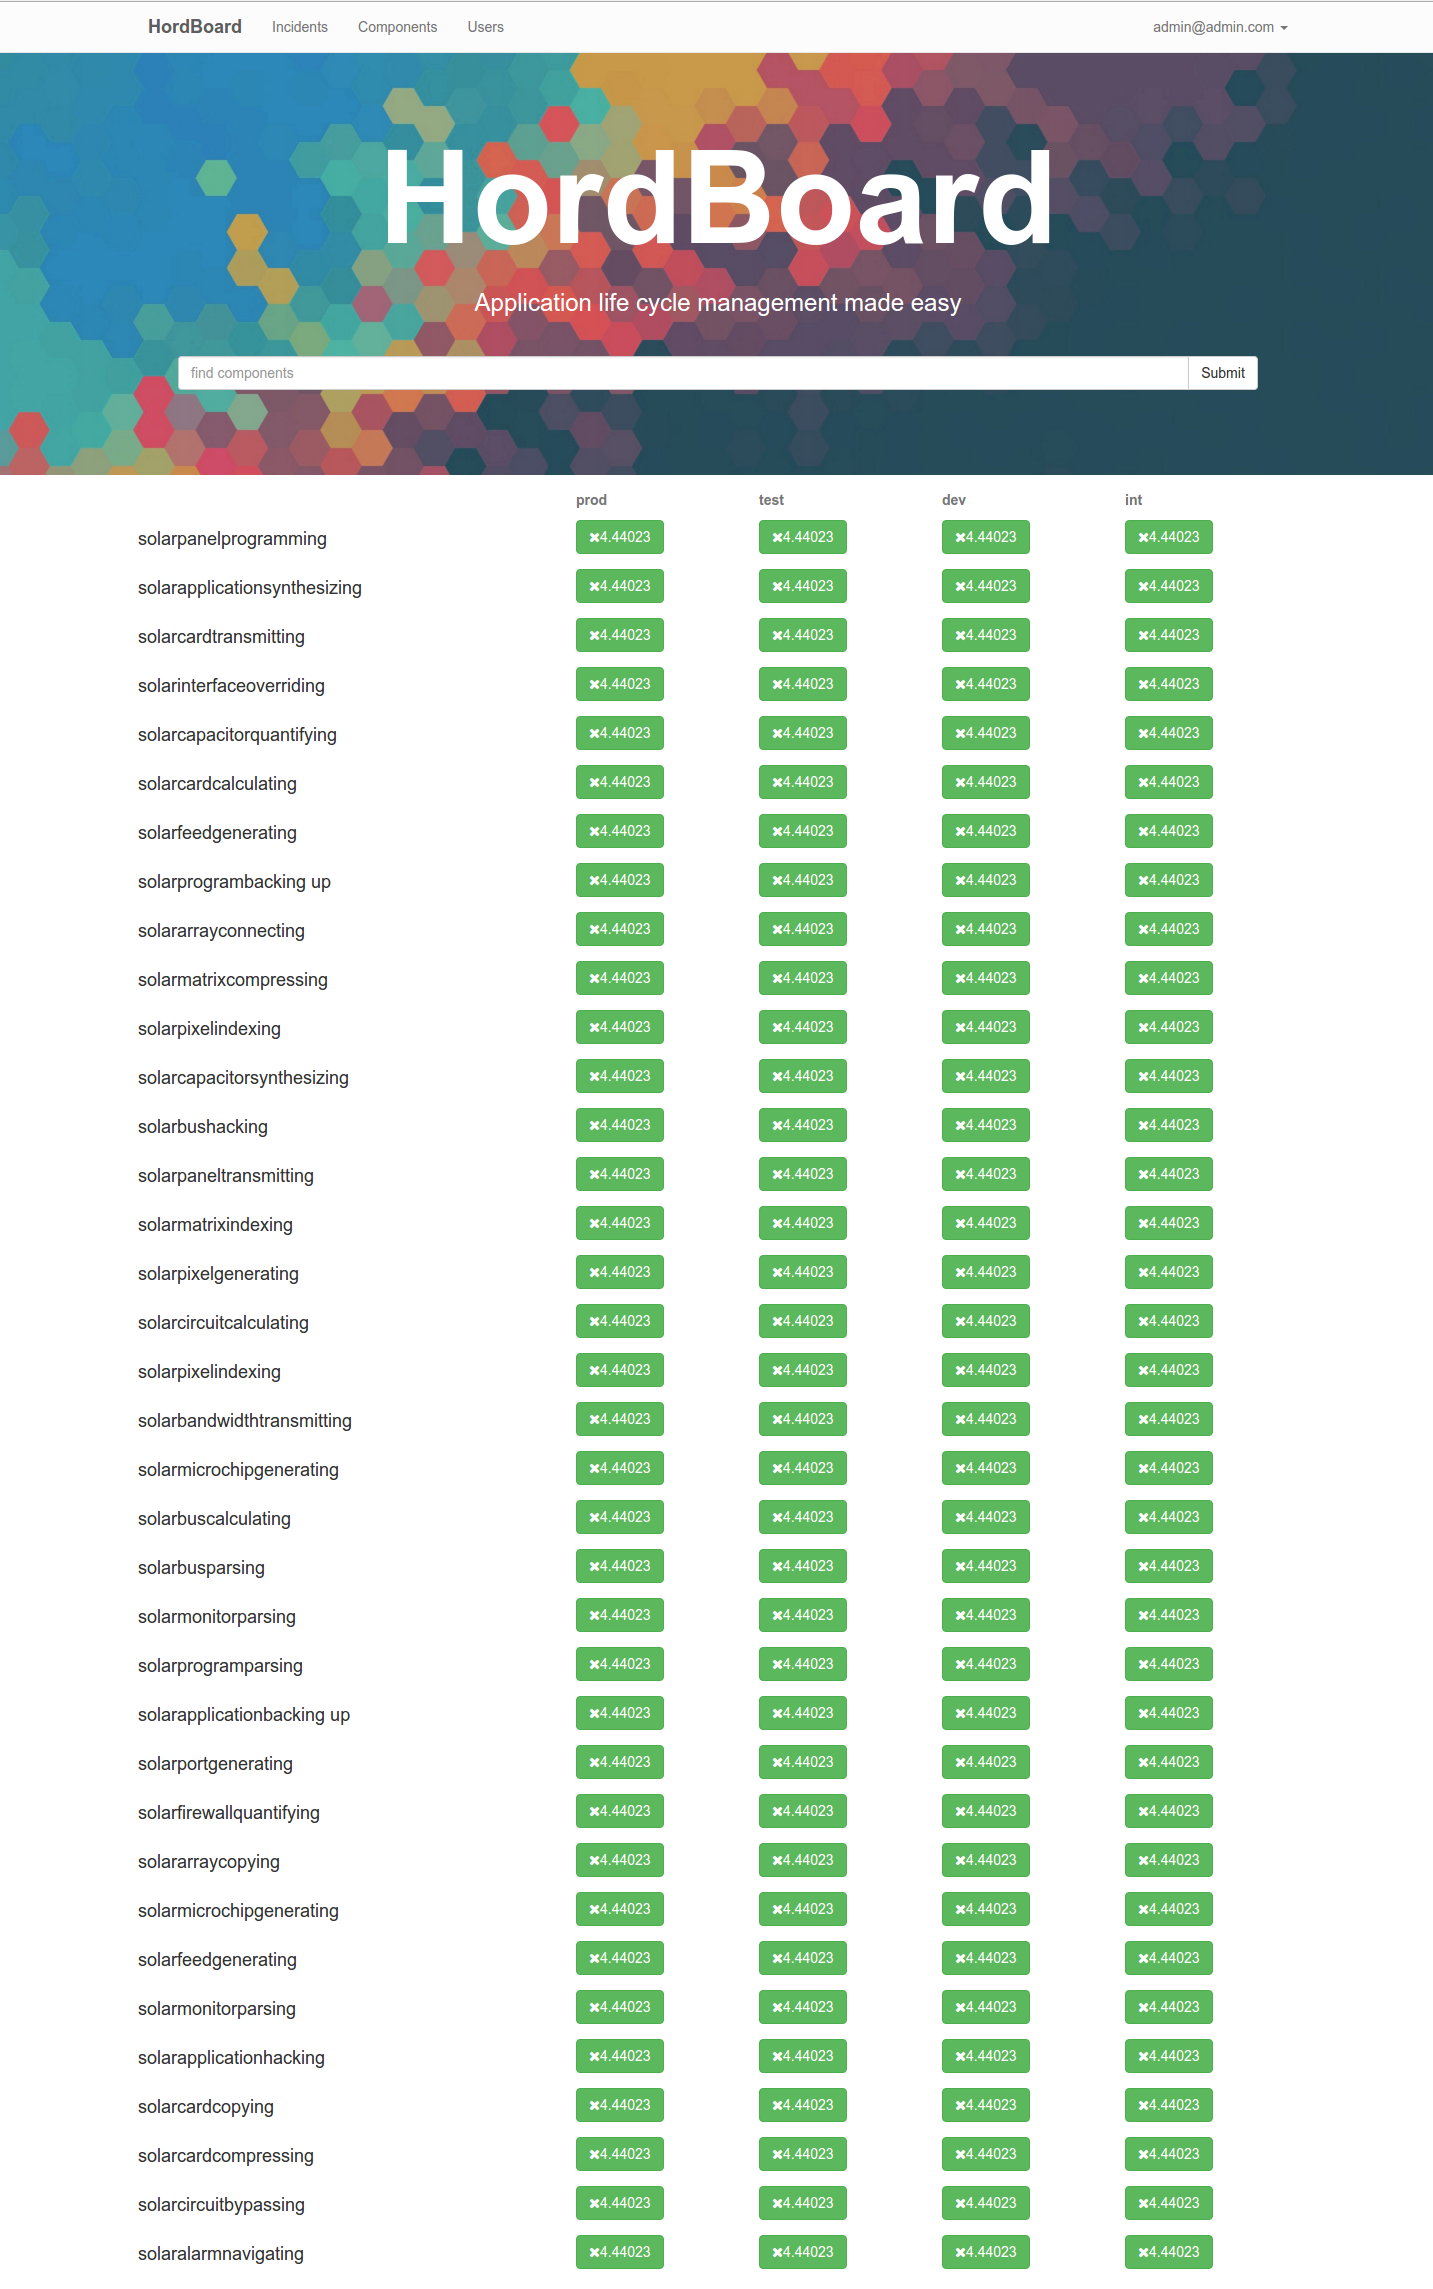 HordBoard Incidents Components Users admin@admin.com
HordBoard
Application life cycle management made easy
find components Submit
prod test dev int
solarpanelprogramming ✖4.44023 ✖4.44023 ✖4.44023 ✖4.44023
solarapplicationsynthesizing ✖4.44023 ✖4.44023 ✖4.44023 ✖4.44023
solarcardtransmitting ✖4.44023 ✖4.44023 ✖4.44023 ✖4.44023
solarinterfaceoverriding ✖4.44023 ✖4.44023 ✖4.44023 ✖4.44023
solarcapacitorquantifying ✖4.44023 ✖4.44023 ✖4.44023 ✖4.44023
solarcardcalculating ✖4.44023 ✖4.44023 ✖4.44023 ✖4.44023
solarfeedgenerating ✖4.44023 ✖4.44023 ✖4.44023 ✖4.44023
solarprogrambacking up ✖4.44023 ✖4.44023 ✖4.44023 ✖4.44023
solararrayconnecting ✖4.44023 ✖4.44023 ✖4.44023 ✖4.44023
solarmatrixcompressing ✖4.44023 ✖4.44023 ✖4.44023 ✖4.44023
solarpixelindexing ✖4.44023 ✖4.44023 ✖4.44023 ✖4.44023
solarcapacitorsynthesizing ✖4.44023 ✖4.44023 ✖4.44023 ✖4.44023
solarbushacking ✖4.44023 ✖4.44023 ✖4.44023 ✖4.44023
solarpaneltransmitting ✖4.44023 ✖4.44023 ✖4.44023 ✖4.44023
solarmatrixindexing ✖4.44023 ✖4.44023 ✖4.44023 ✖4.44023
solarpixelgenerating ✖4.44023 ✖4.44023 ✖4.44023 ✖4.44023
solarcircuitcalculating ✖4.44023 ✖4.44023 ✖4.44023 ✖4.44023
solarpixelindexing ✖4.44023 ✖4.44023 ✖4.44023 ✖4.44023
solarbandwidthtransmitting ✖4.44023 ✖4.44023 ✖4.44023 ✖4.44023
solarmicrochipgenerating ✖4.44023 ✖4.44023 ✖4.44023 ✖4.44023
solarbuscalculating ✖4.44023 ✖4.44023 ✖4.44023 ✖4.44023
solarbusparsing ✖4.44023 ✖4.44023 ✖4.44023 ✖4.44023
solarmonitorparsing ✖4.44023 ✖4.44023 ✖4.44023 ✖4.44023
solarprogramparsing ✖4.44023 ✖4.44023 ✖4.44023 ✖4.44023
solarapplicationbacking up ✖4.44023 ✖4.44023 ✖4.44023 ✖4.44023
solarportgenerating ✖4.44023 ✖4.44023 ✖4.44023 ✖4.44023
solarfirewallquantifying ✖4.44023 ✖4.44023 ✖4.44023 ✖4.44023
solararraycopying ✖4.44023 ✖4.44023 ✖4.44023 ✖4.44023
solarmicrochipgenerating ✖4.44023 ✖4.44023 ✖4.44023 ✖4.44023
solarfeedgenerating ✖4.44023 ✖4.44023 ✖4.44023 ✖4.44023
solarmonitorparsing ✖4.44023 ✖4.44023 ✖4.44023 ✖4.44023
solarapplicationhacking ✖4.44023 ✖4.44023 ✖4.44023 ✖4.44023
solarcardcopying ✖4.44023 ✖4.44023 ✖4.44023 ✖4.44023
solarcardcompressing ✖4.44023 ✖4.44023 ✖4.44023 ✖4.44023
solarcircuitbypassing ✖4.44023 ✖4.44023 ✖4.44023 ✖4.44023
solaralarmnavigating ✖4.44023 ✖4.44023 ✖4.44023 ✖4.44023